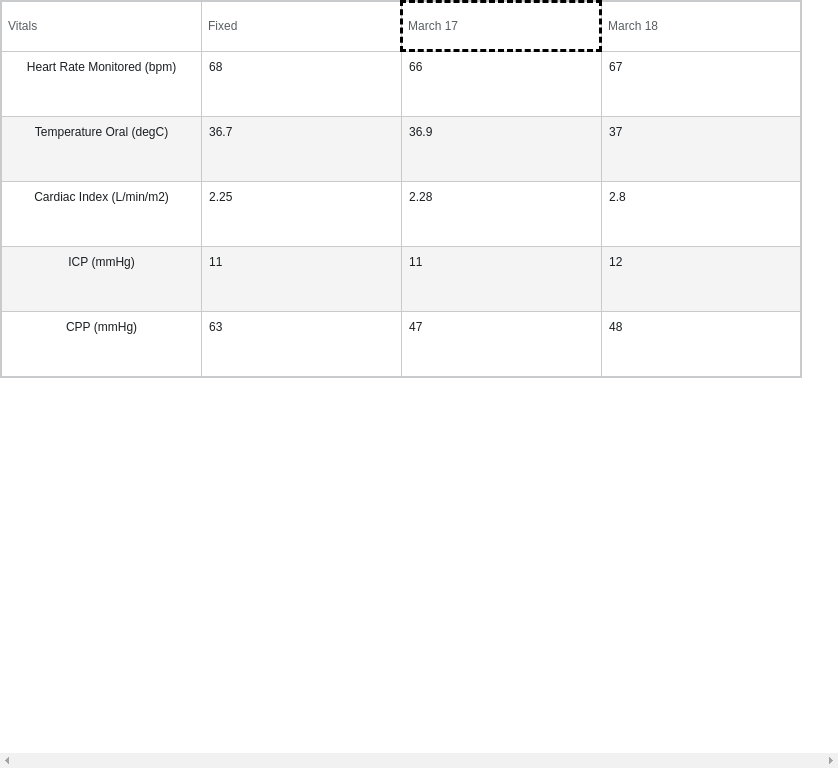 Vitals Fixed March 17 March 18
Heart Rate Monitored (bpm) 68 66 67
Temperature Oral (degC) 36.7 36.9 37
Cardiac Index (L/min/m2) 2.25 2.28 2.8
ICP (mmHg) 11 11 12
CPP (mmHg) 63 47 48